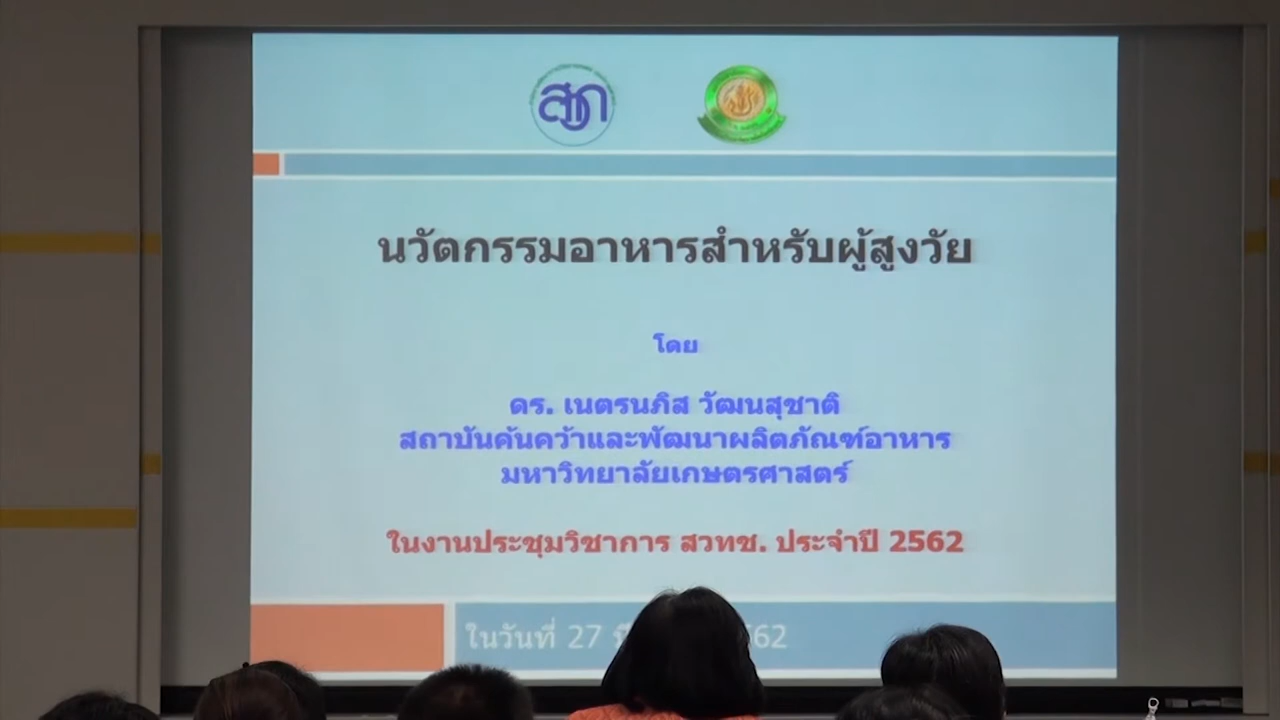 สวก
นวัตกรรมอาหารสำหรับผู้สูงวัย
โดย
ดร. เนตรนภิส วัฒนสุชาติ
สถาบันค้นคว้าและพัฒนาผลิตภัณฑ์อาหาร
มหาวิทยาลัยเกษตรศาสตร์
ในงานประชุมวิชาการ สวทช. ประจำปี 2562
ในวันที่ 27